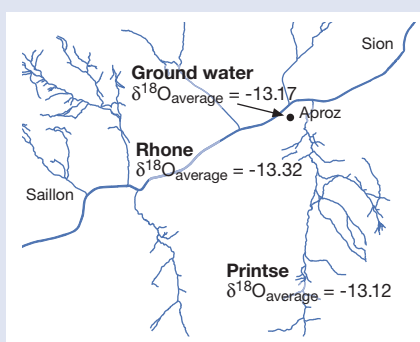 Sion
Ground water
δ¹⁸Oaverage = -13.17
Aproz
Rhone
δ¹⁸Oaverage = -13.32
Saillon
Printse
δ¹⁸Oaverage = -13.12